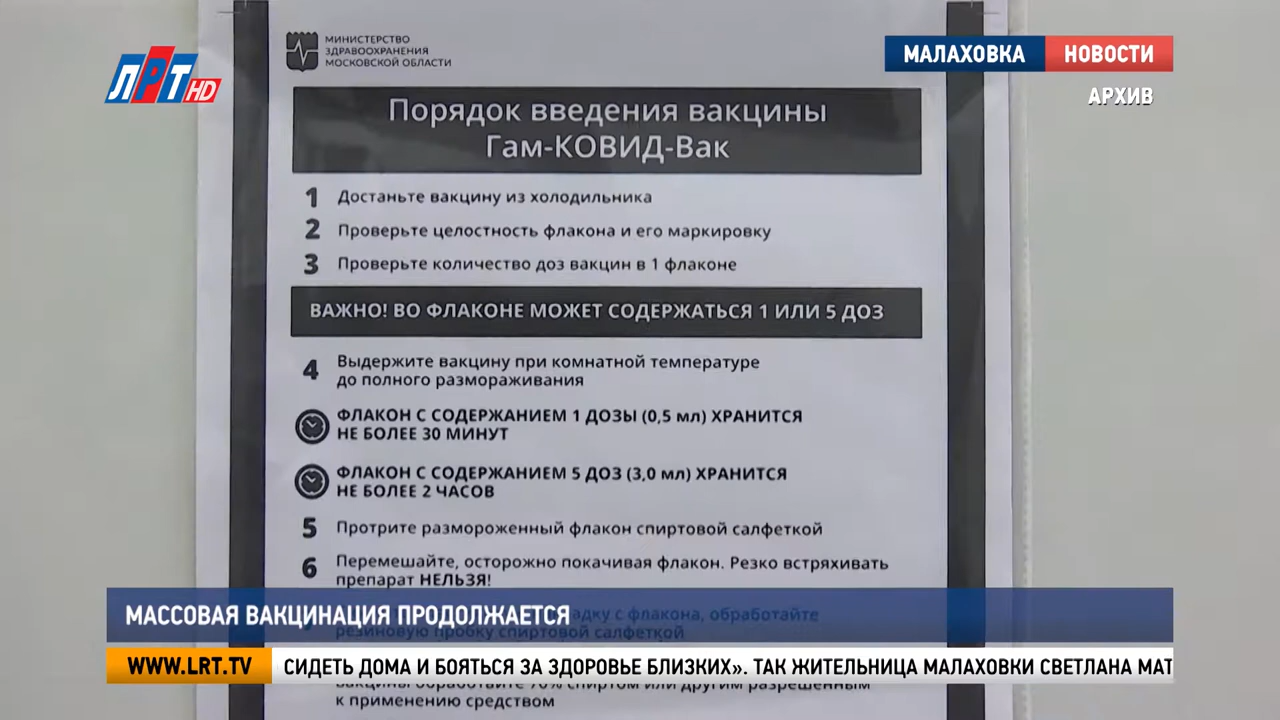 МИНИСТЕРСТВО
ЗДРАВООХРАНЕНИЯ
МОСКОВСКОЙ ОБЛАСТИ
ЛРТ HD
МАЛАХОВКА НОВОСТИ
АРХИВ
Порядок введения вакцины
Гам-КОВИД-Вак
1 Достаньте вакцину из холодильника
2 Проверьте целостность флакона и его маркировку
3 Проверьте количество доз вакцин в 1 флаконе
ВАЖНО! ВО ФЛАКОНЕ МОЖЕТ СОДЕРЖАТЬСЯ 1 ИЛИ 5 ДОЗ
4 Выдержите вакцину при комнатной температуре
до полного размораживания
ФЛАКОН С СОДЕРЖАНИЕМ 1 ДОЗЫ (0,5 мл) ХРАНИТСЯ
НЕ БОЛЕЕ 30 МИНУТ
ФЛАКОН С СОДЕРЖАНИЕМ 5 ДОЗ (3,0 мл) ХРАНИТСЯ
НЕ БОЛЕЕ 2 ЧАСОВ
5 Протрите размороженный флакон спиртовой салфеткой
6 Перемешайте, осторожно покачивая флакон. Резко встряхивать
препарат НЕЛЬЗЯ!
с флакона, обработайте
резиновую пробку спиртовой салфеткой
МАССОВАЯ ВАКЦИНАЦИЯ ПРОДОЛЖАЕТСЯ
WWW.LRT.TV СИДЕТЬ ДОМА И БОЯТЬСЯ ЗА ЗДОРОВЬЕ БЛИЗКИХ». ТАК ЖИТЕЛЬНИЦА МАЛАХОВКИ СВЕТЛАНА МАТ
вакцины обработайте 70% спиртом или другим разрешенным
к применению средством